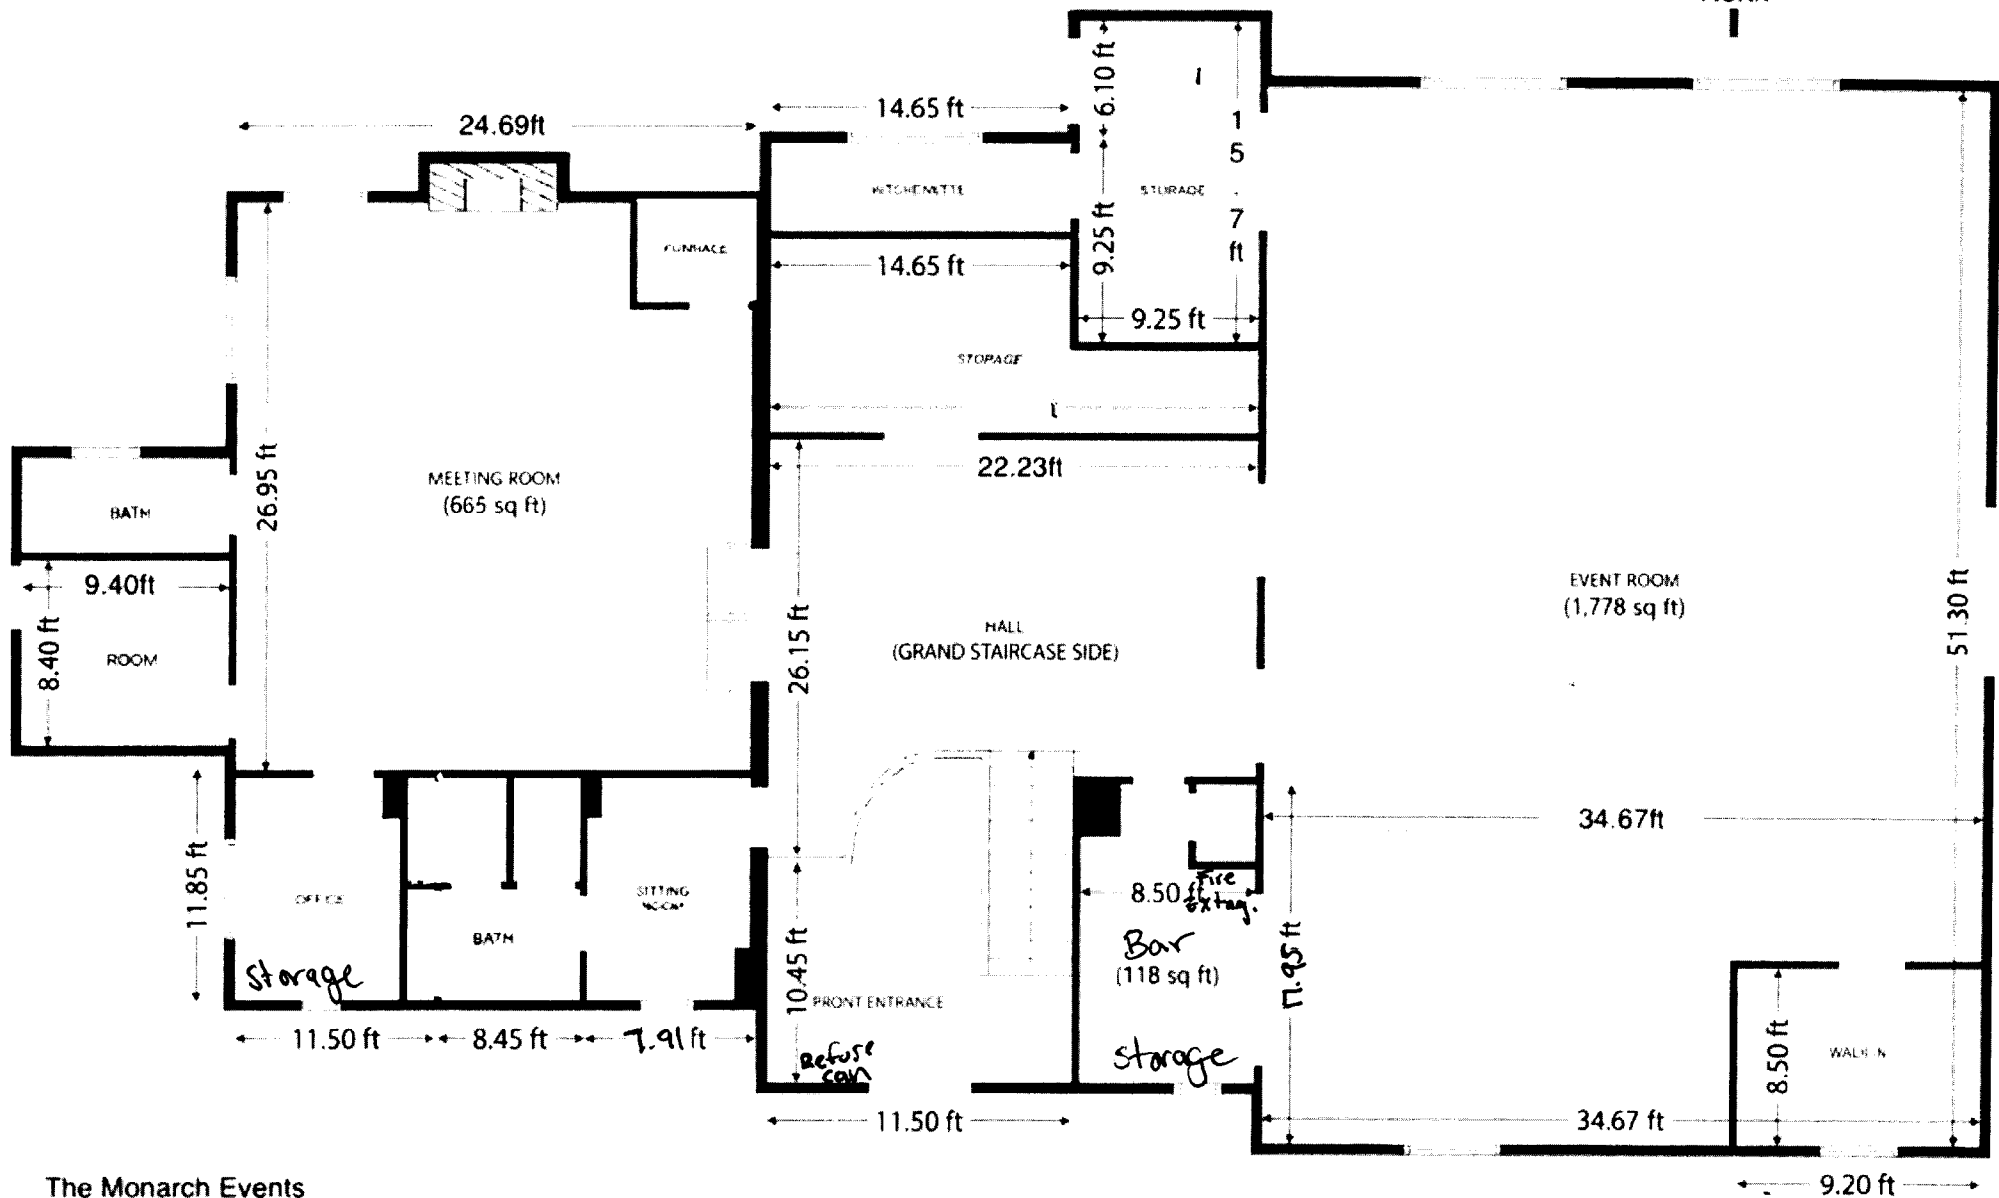 6.10 ft
14.65 ft
24.69ft
15.7 ft
STORAGE
KITCHENETTE
9.25 ft
FURNACE
14.65 ft
9.25 ft
STORAGE
22.23ft
MEETING ROOM
(665 sq ft)
26.95 ft
BATH
9.40ft
8.40 ft
ROOM
26.15 ft
HALL
(GRAND STAIRCASE SIDE)
EVENT ROOM
(1,778 sq ft)
51.30 ft
34.67ft
11.85 ft
OFFICE
SITTING
ROOM
BATH
Storage
8.50 ft
Fire
Extng.
Bar
(118 sq ft)
17.95 ft
10.45 ft
FRONT ENTRANCE
Refuse
can
Storage
WALK-IN
8.50 ft
11.50 ft
8.45 ft
7.91 ft
11.50 ft
34.67 ft
The Monarch Events
9.20 ft